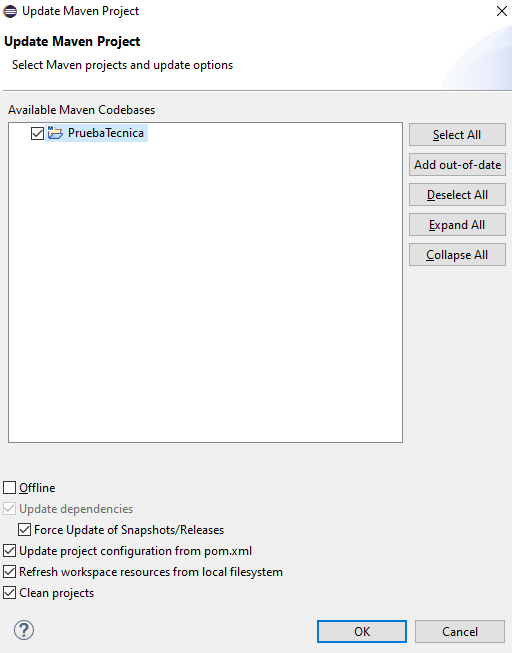 Update Maven Project
Update Maven Project
Select Maven projects and update options
Available Maven Codebases
PruebaTecnica
Select All
Add out-of-date
Deselect All
Expand All
Collapse All
Offline
Update dependencies
Force Update of Snapshots/Releases
Update project configuration from pom.xml
Refresh workspace resources from local filesystem
Clean projects
?
OK
Cancel